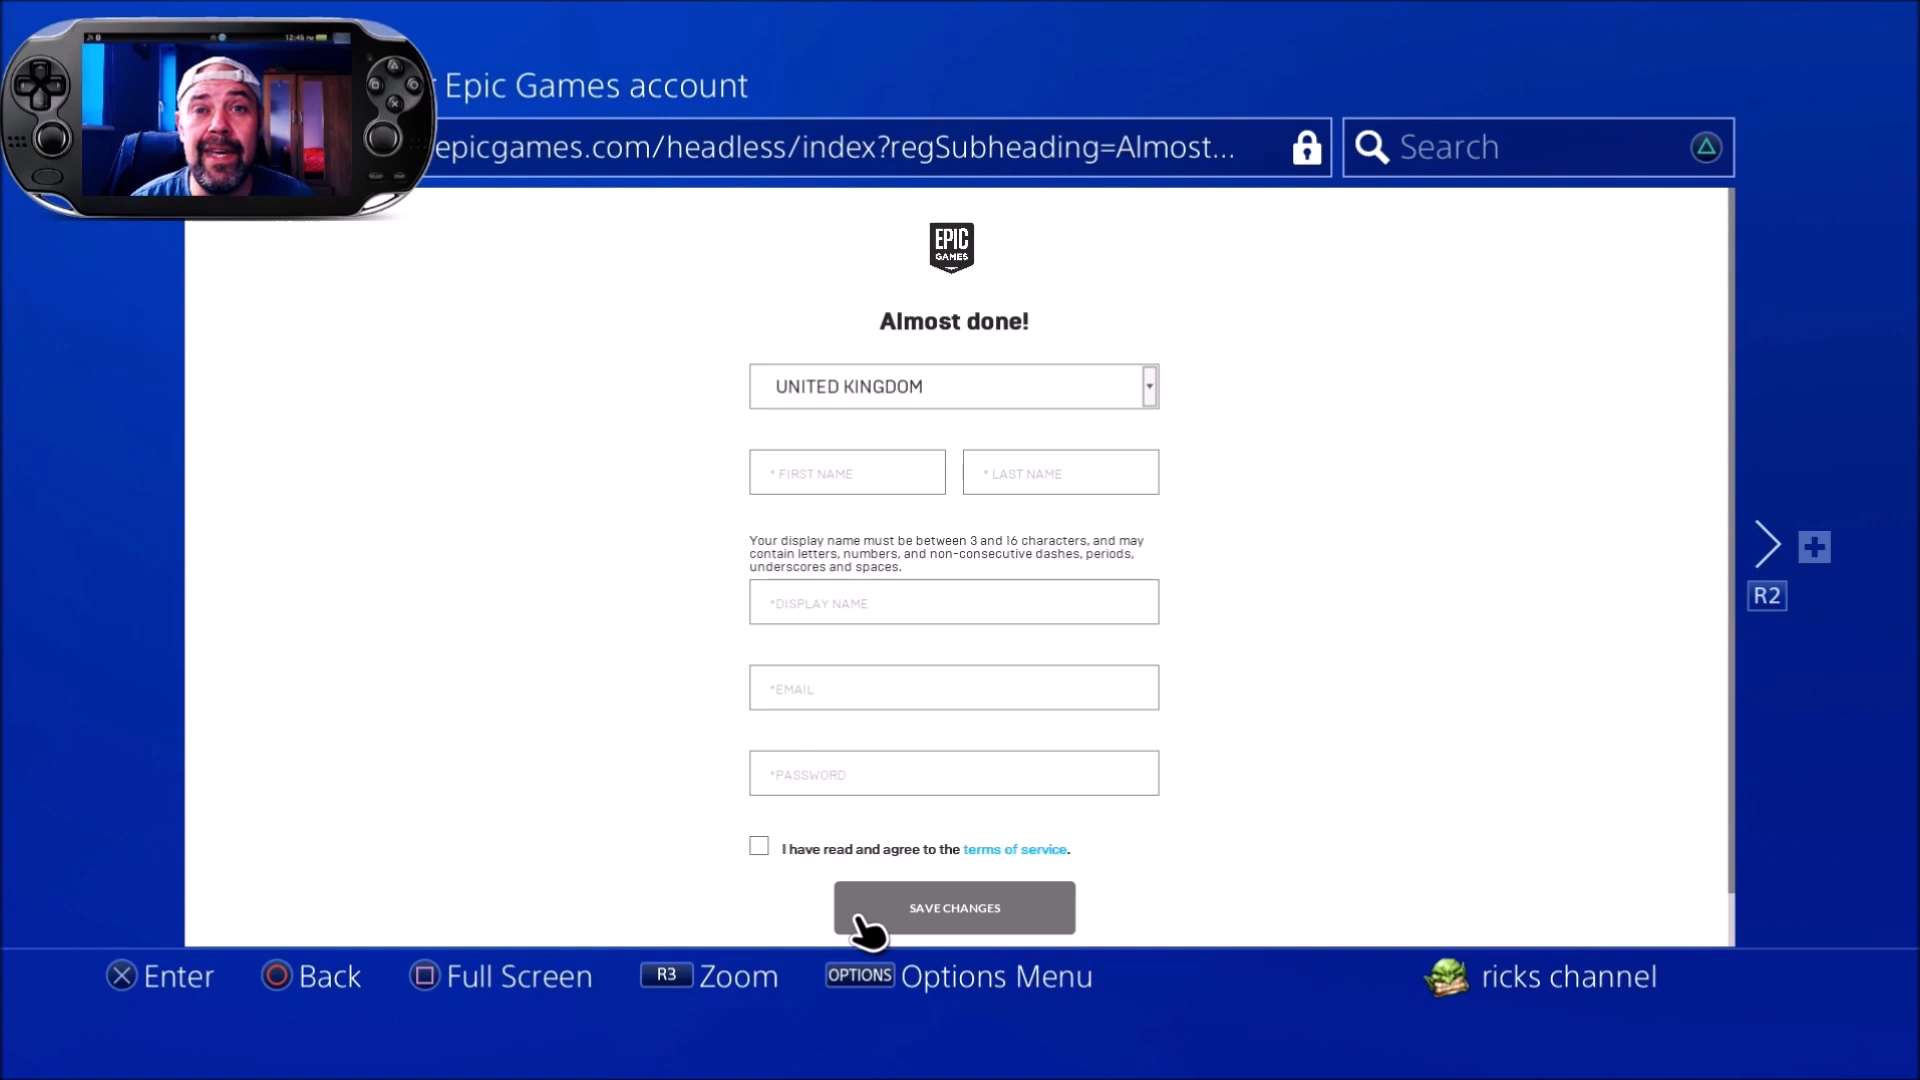 12:45 PM
Epic Games account
epicgames.com/headless/index?regSubheading=Almost...
Search
EPIC
GAMES
Almost done!
UNITED KINGDOM
* FIRST NAME
* LAST NAME
Your display name must be between 3 and 16 characters, and may
contain letters, numbers, and non-consecutive dashes, periods,
underscores and spaces.
*DISPLAY NAME
*EMAIL
*PASSWORD
I have read and agree to the terms of service.
SAVE CHANGES
R2
Enter
Back
Full Screen
R3 Zoom
OPTIONS Options Menu
ricks channel